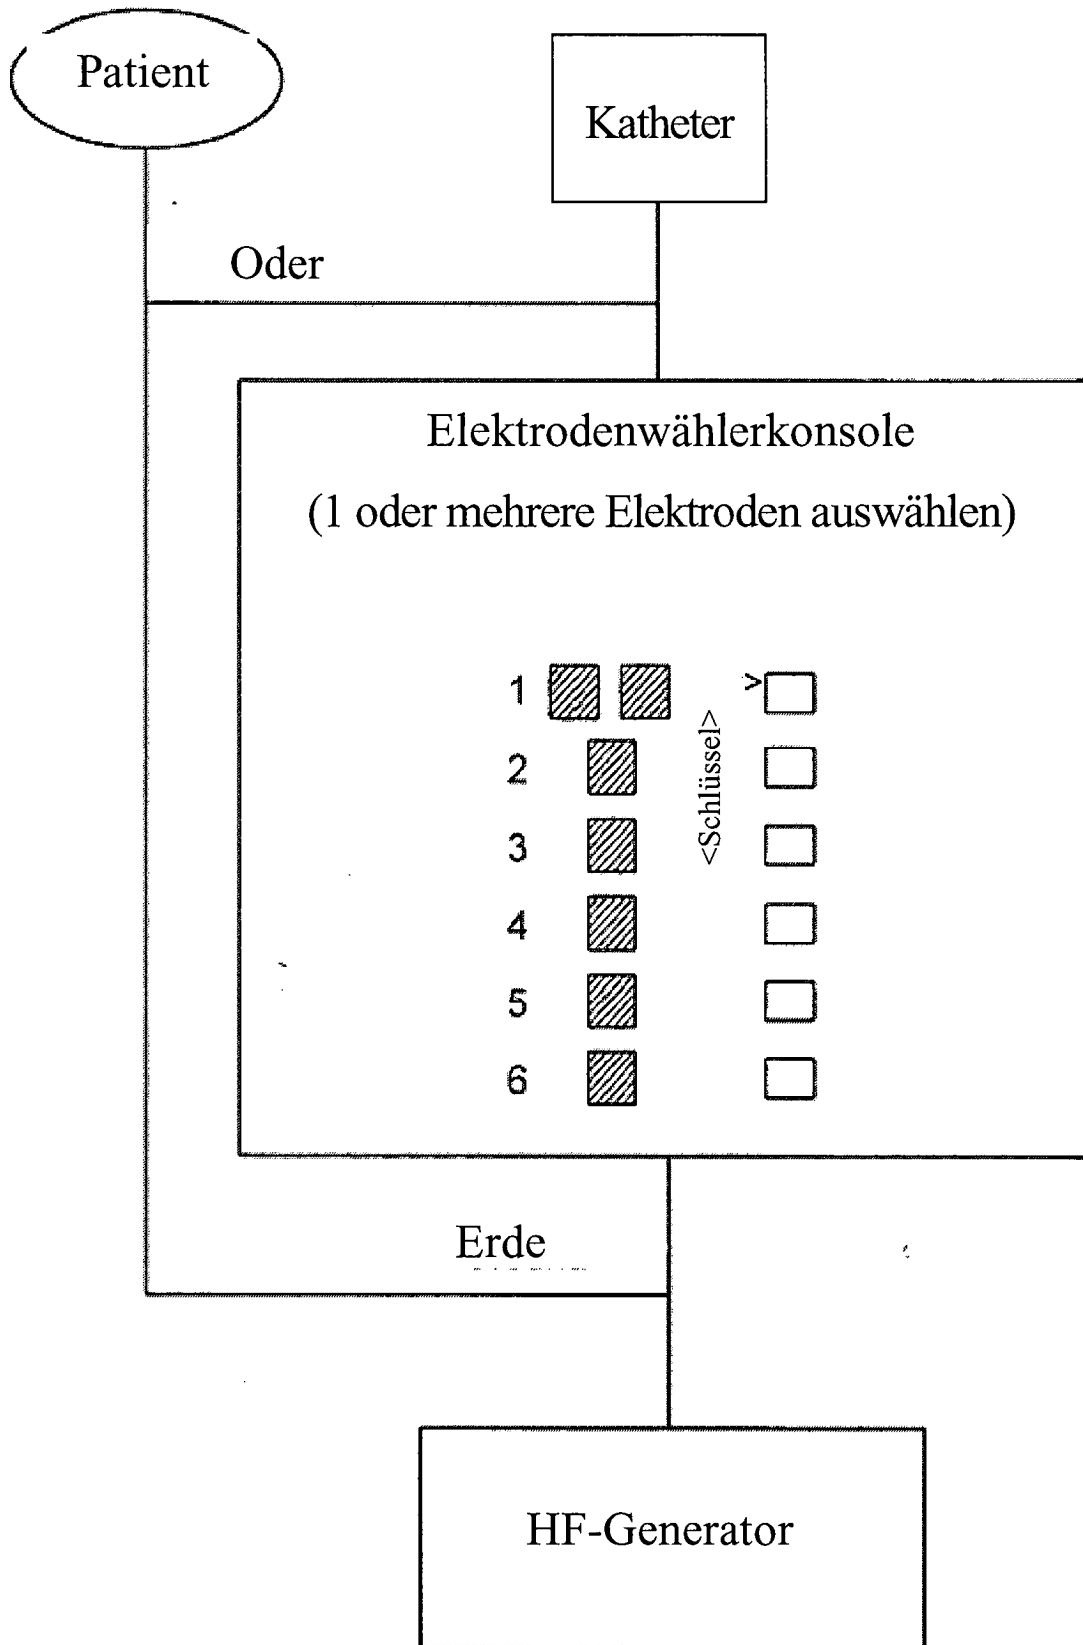 Patient
Katheter
Oder
Elektrodenwählerkonsole
(1 oder mehrere Elektroden auswählen)
1
2
3
4
5
6
<Schlüssel>
>
Erde
HF-Generator